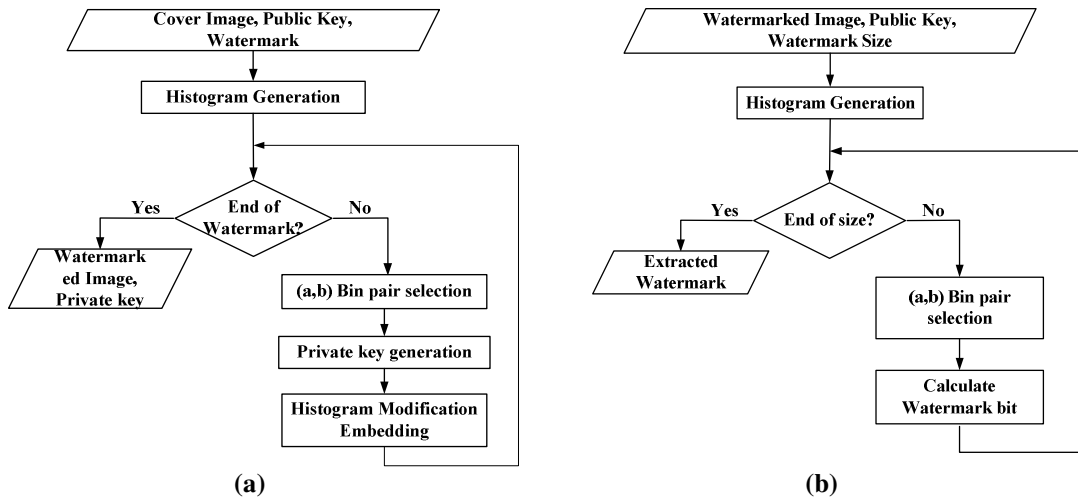 Cover Image, Public Key,
Watermark
Histogram Generation
End of
Watermark?
Yes
No
Watermark
ed Image,
Private key
(a,b) Bin pair selection
Private key generation
Histogram Modification
Embedding
(a)
Watermarked Image, Public Key,
Watermark Size
Histogram Generation
End of size?
Yes
No
Extracted
Watermark
(a,b) Bin pair
selection
Calculate
Watermark bit
(b)